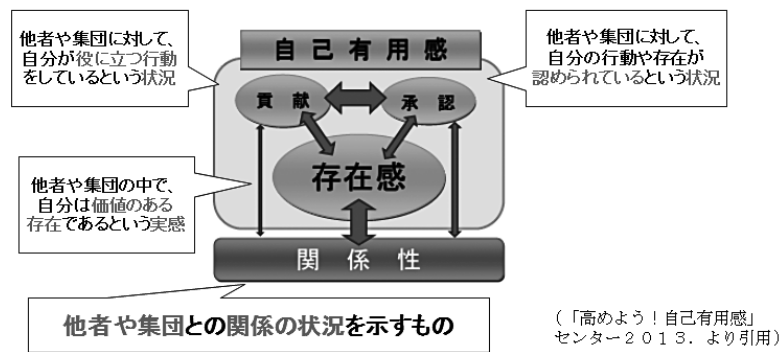 他者や集団に対して、
自分が役に立つ行動
をしているという状況
自己有用感
他者や集団に対して、
自分の行動や存在が
認められているという状況
貢献
承認
存在感
他者や集団の中で、
自分は価値のある
存在であるという実感
関係性
他者や集団との関係の状況を示すもの
(「高めよう！自己有用感」
センター２０１３．より引用)